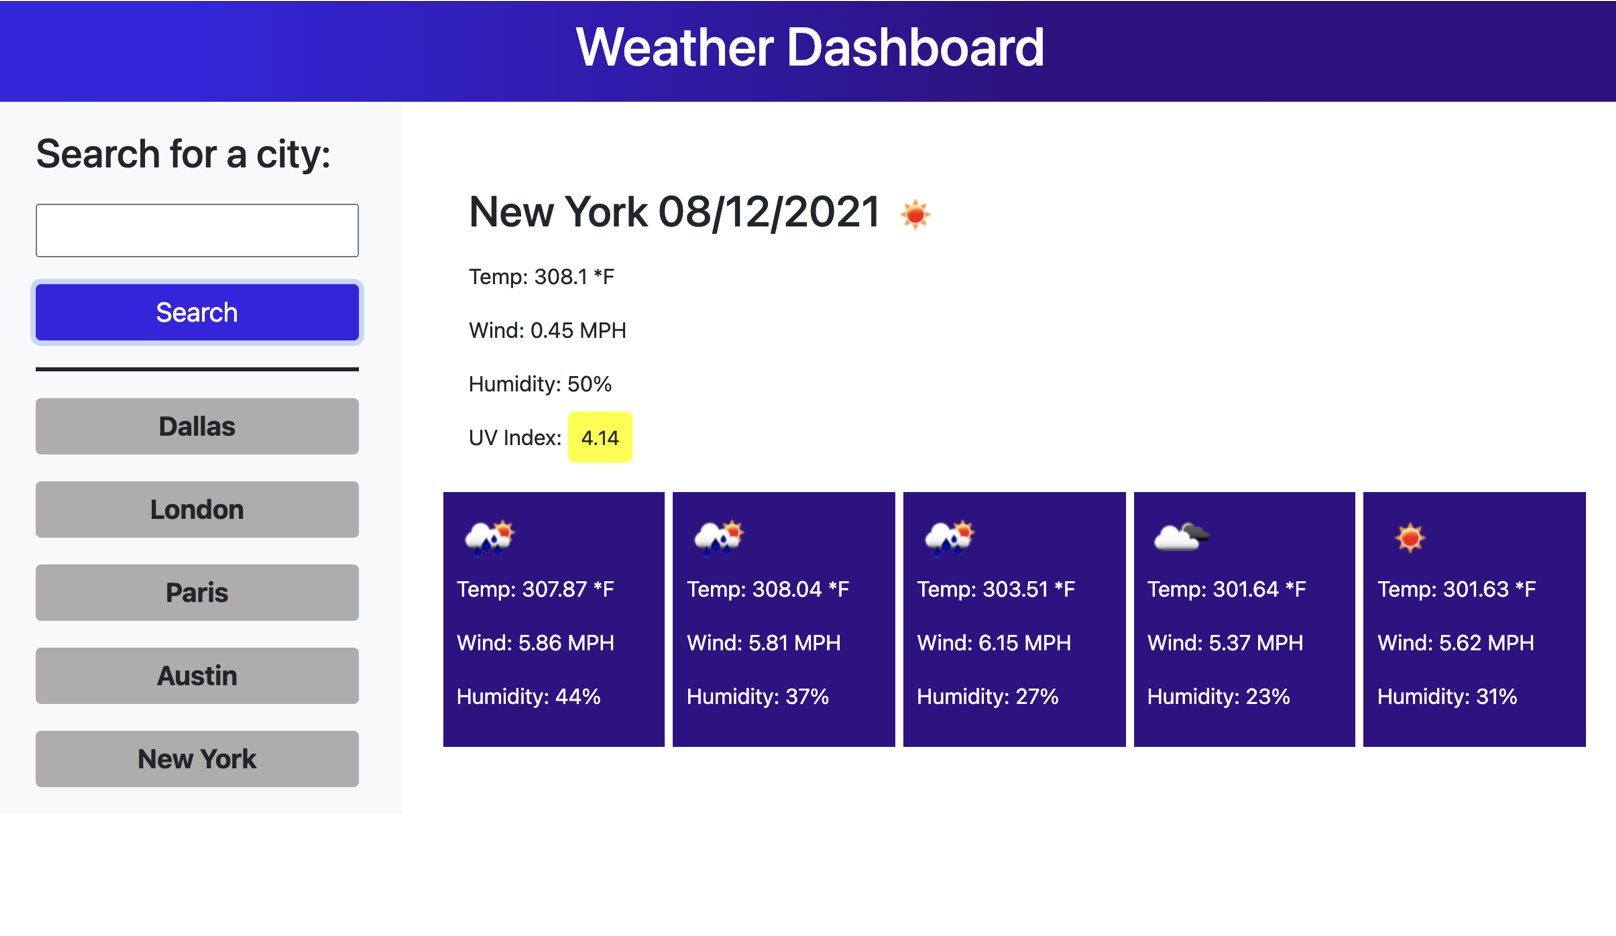 Weather Dashboard
Search for a city:
Search
Dallas
London
Paris
Austin
New York
New York 08/12/2021
Temp: 308.1 *F
Wind: 0.45 MPH
Humidity: 50%
UV Index: 4.14
Temp: 307.87 *F
Wind: 5.86 MPH
Humidity: 44%
Temp: 308.04 *F
Wind: 5.81 MPH
Humidity: 37%
Temp: 303.51 *F
Wind: 6.15 MPH
Humidity: 27%
Temp: 301.64 *F
Wind: 5.37 MPH
Humidity: 23%
Temp: 301.63 *F
Wind: 5.62 MPH
Humidity: 31%